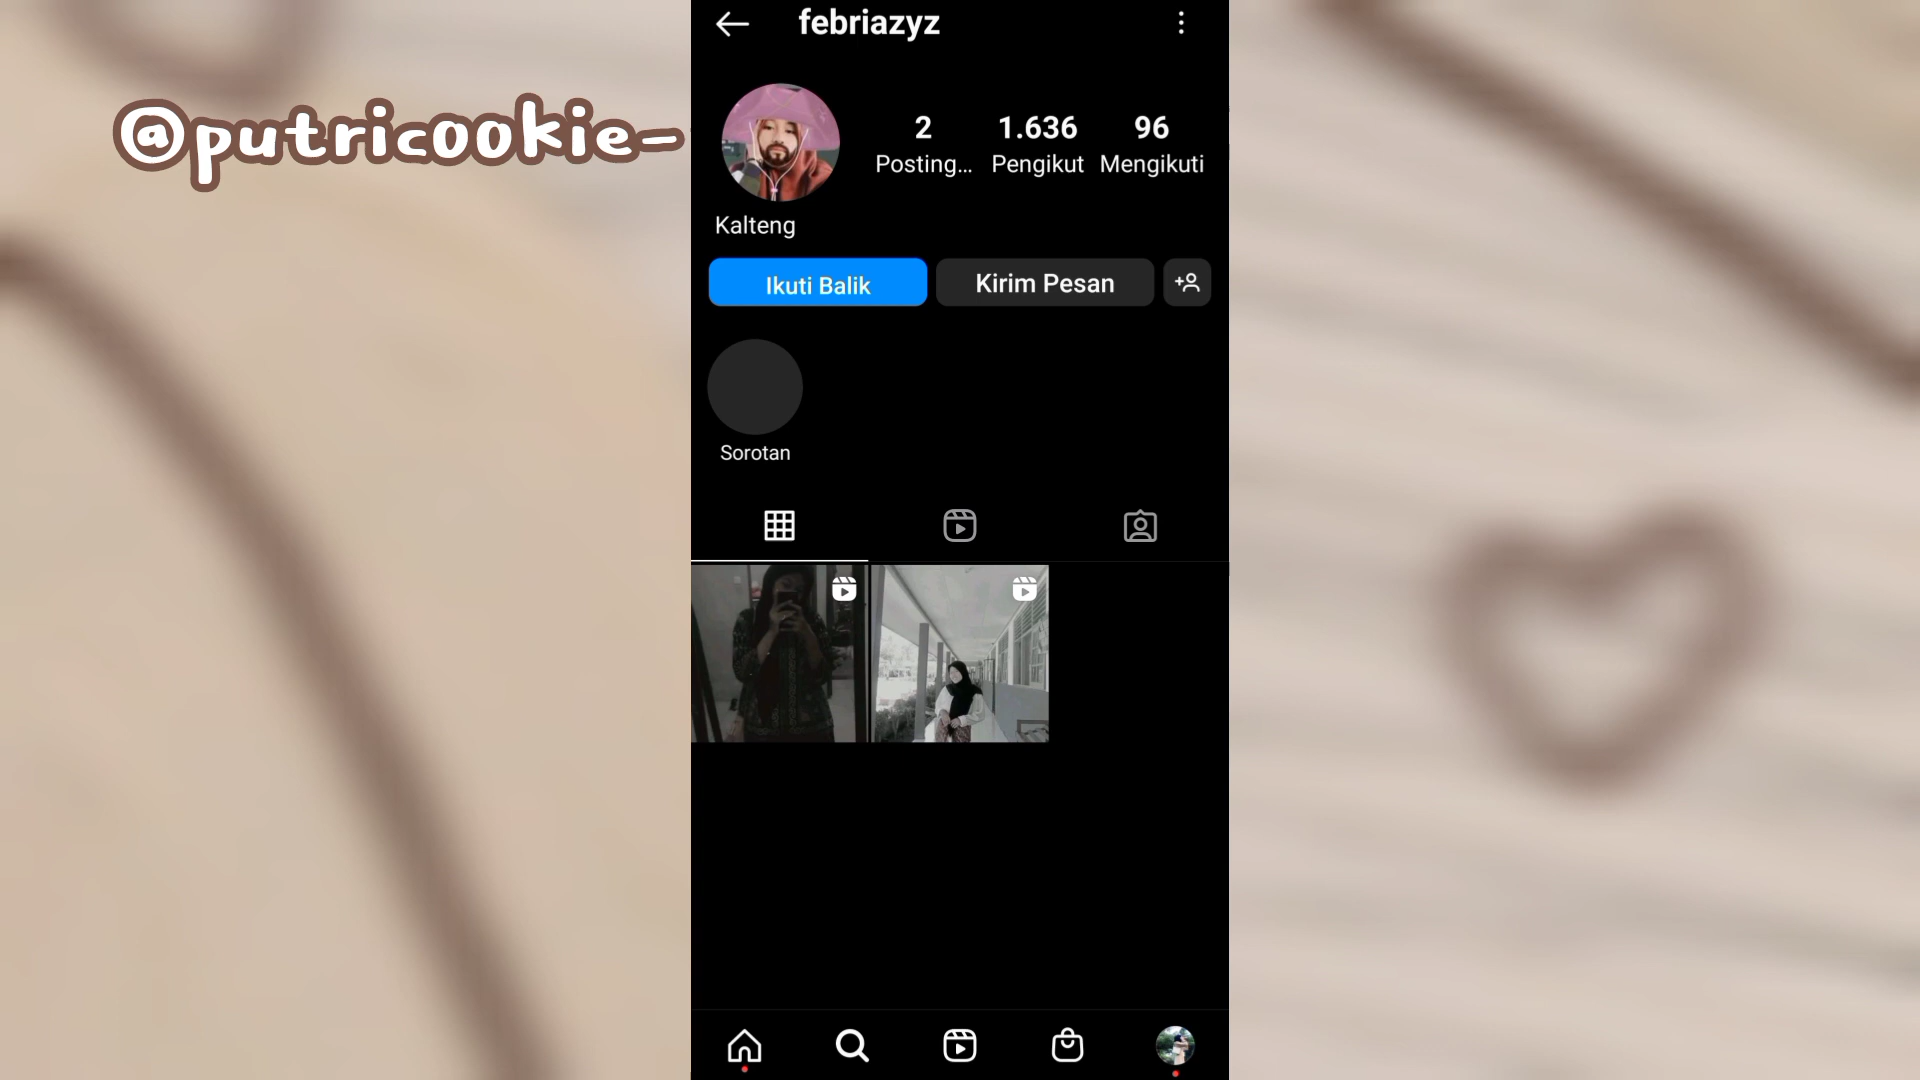 febriazyz
@putricookie-
2 1.636 96
Posting... Pengikut Mengikuti
Kalteng
Ikuti Balik Kirim Pesan
Sorotan